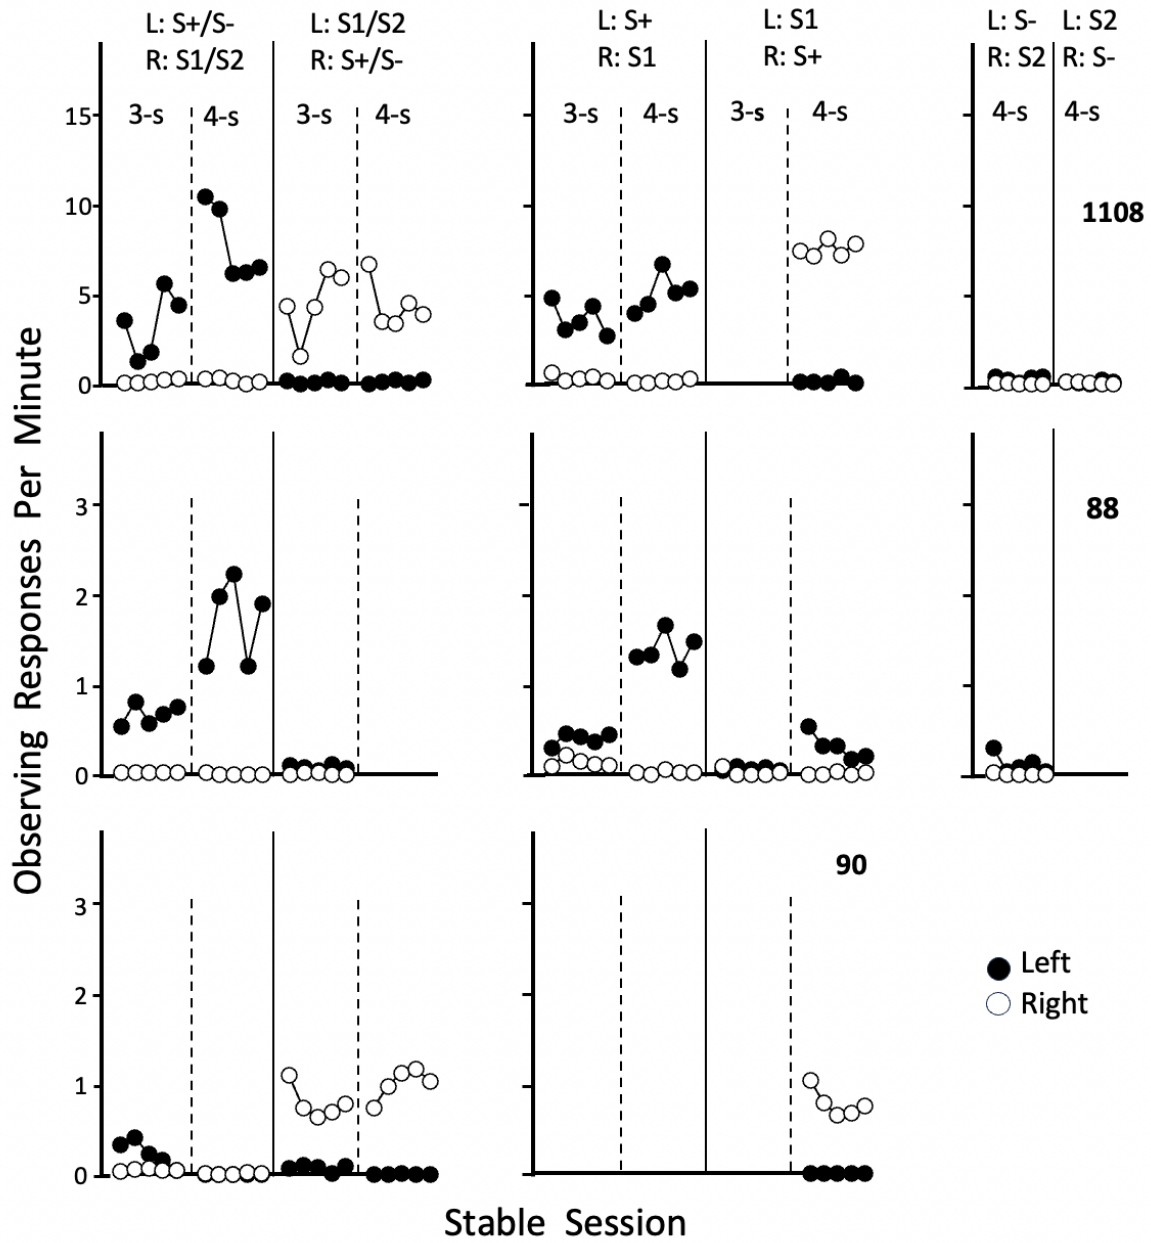 L: S+/S-
R: S1/S2
L: S1/S2
R: S+/S-
L: S+
R: S1
L: S1
R: S+
L: S-
R: S2
L: S2
R: S-
3-s
4-s
3-s
4-s
3-s
4-s
3-s
4-s
4-s
4-s
15
10
5
0
1108
Observing Responses Per Minute
3
2
1
0
88
3
2
1
0
90
Left
Right
Stable Session